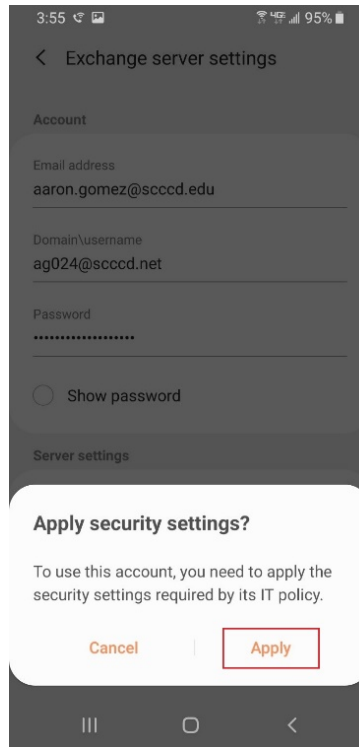 3:55 4GE 95%
Exchange server settings
Account
Email address
aaron.gomez@scccd.edu
Domain\username
ag024@scccd.net
Password
•••••••••••••••••••
Show password
Server settings
Apply security settings?
To use this account, you need to apply the
security settings required by its IT policy.
Cancel Apply